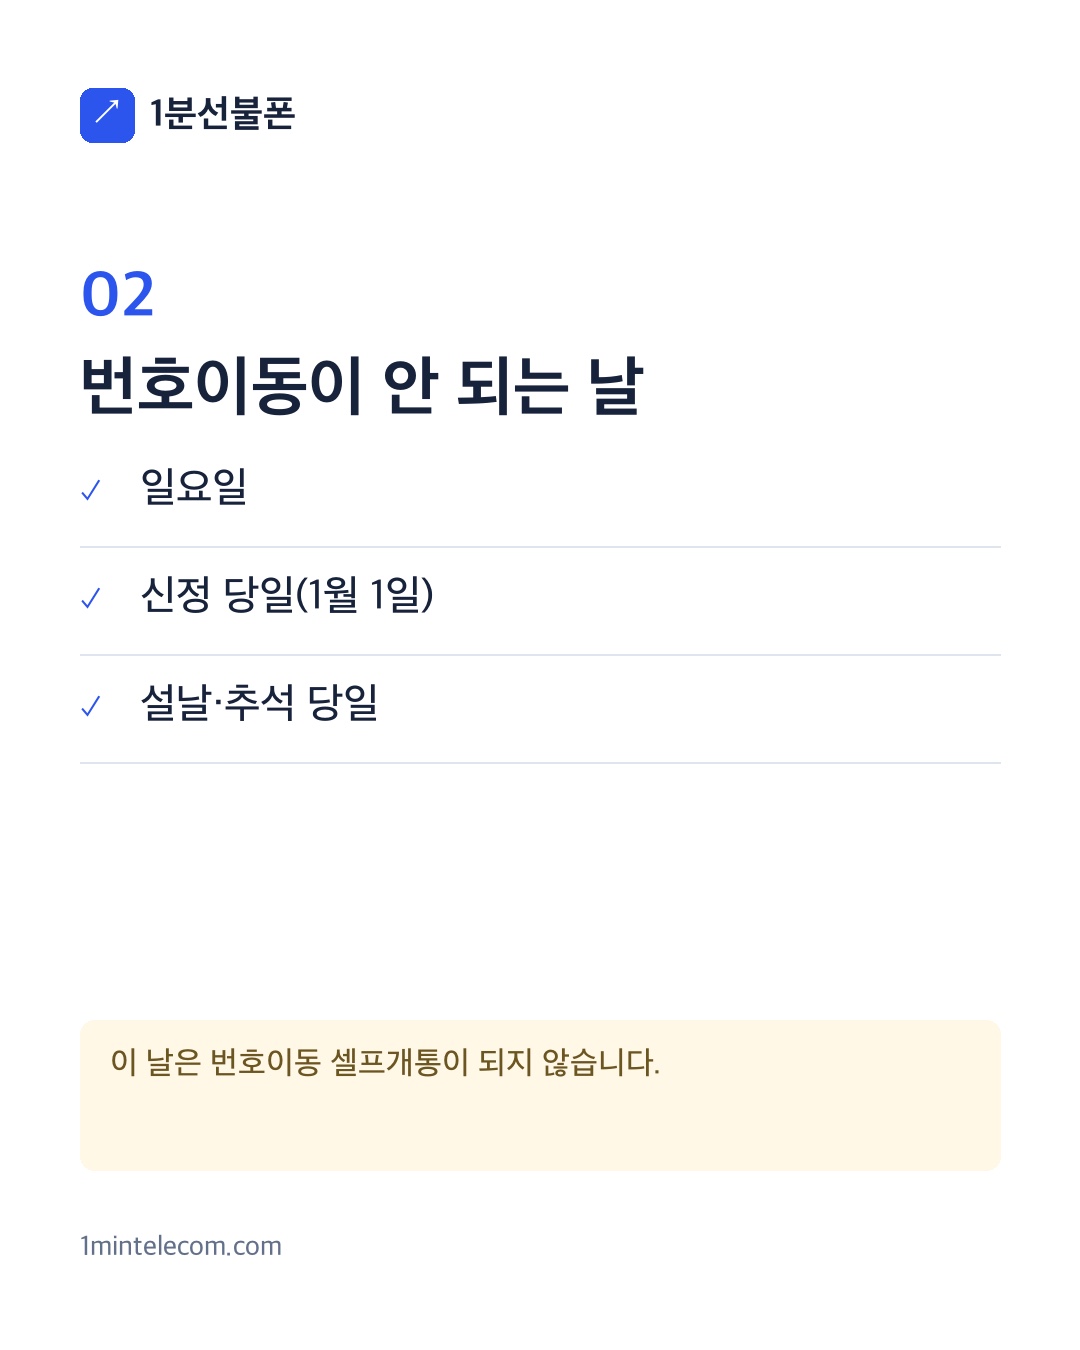 1분선불폰
02
번호이동이 안 되는 날
✓ 일요일
✓ 신정 당일(1월 1일)
✓ 설날·추석 당일
이 날은 번호이동 셀프개통이 되지 않습니다.
1mintelecom.com